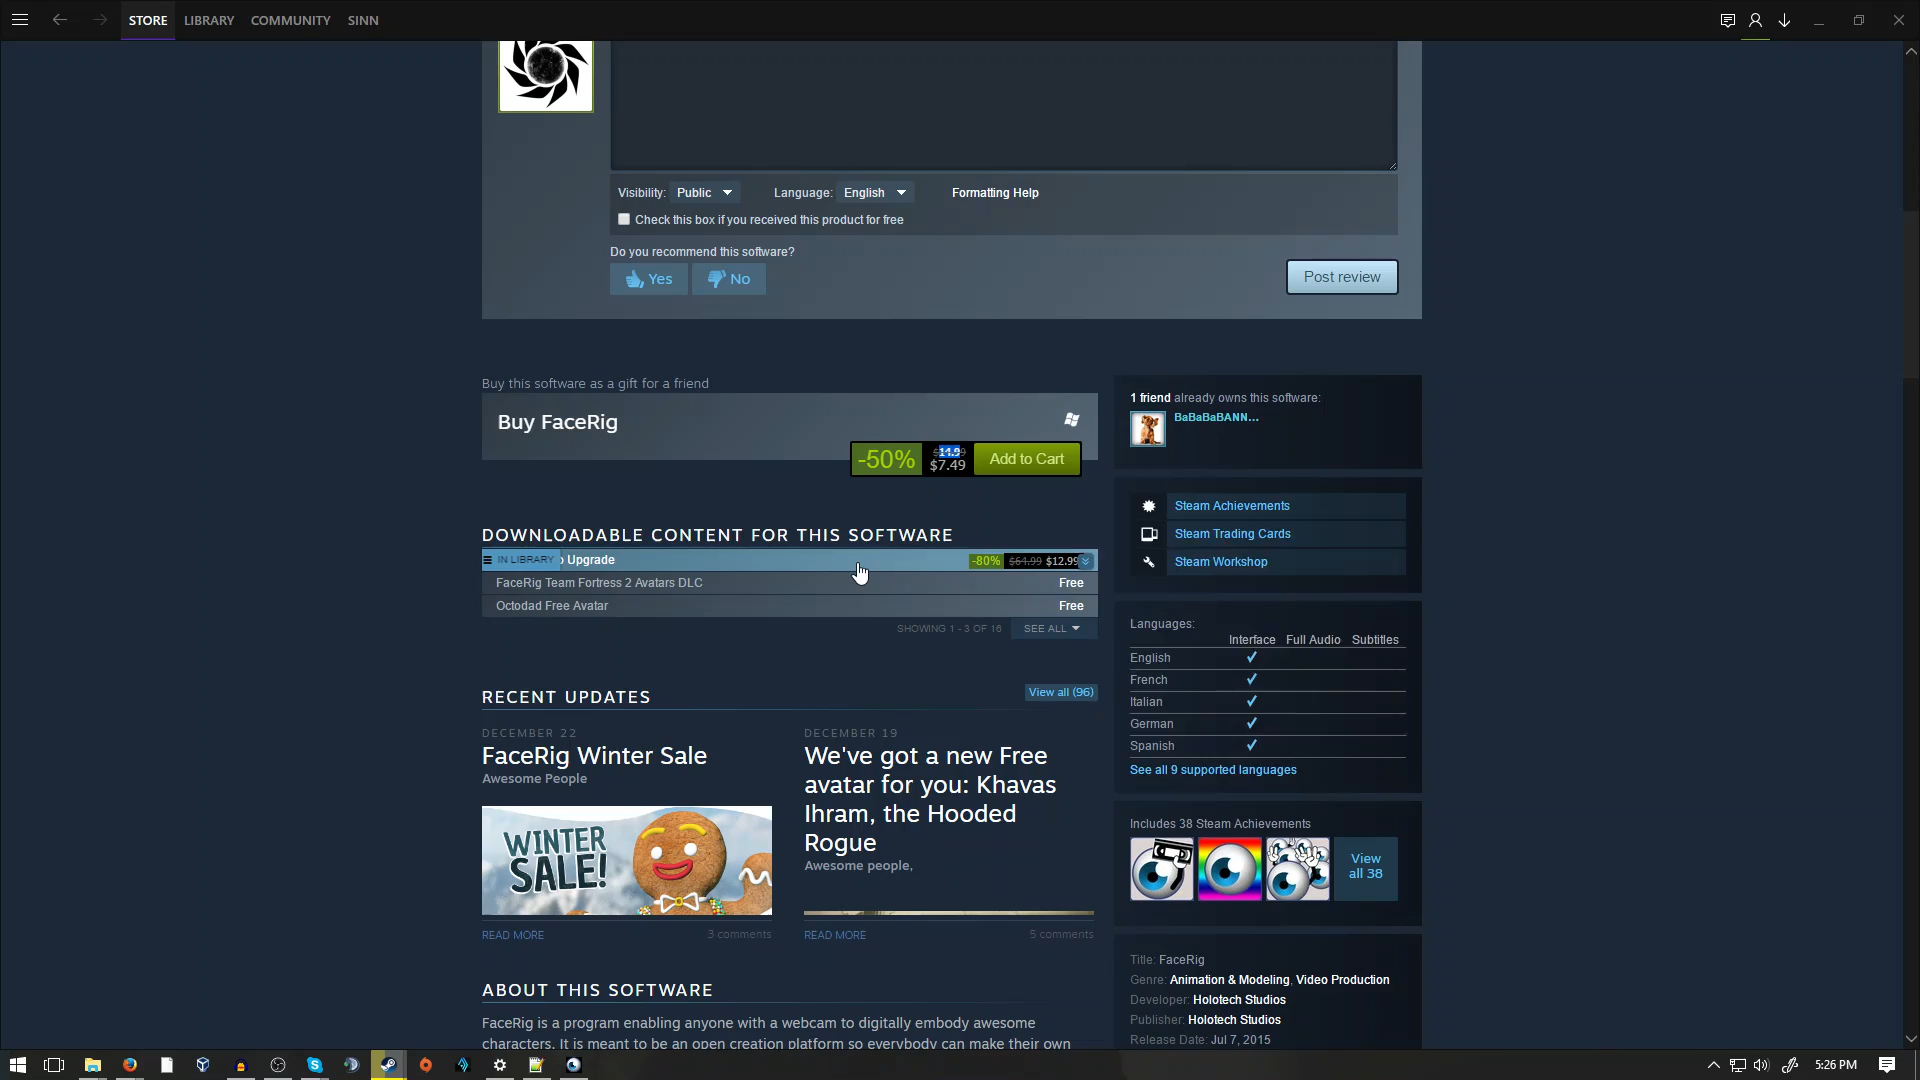 STORE LIBRARY COMMUNITY SINN
Visibility: Public Language: English Formatting Help
Check this box if you received this product for free
Do you recommend this software?
Yes No
Post review
Buy this software as a gift for a friend
Buy FaceRig
-50% $14.99 $7.49 Add to Cart
DOWNLOADABLE CONTENT FOR THIS SOFTWARE
IN LIBRARY o Upgrade -80% $64.99 $12.99
FaceRig Team Fortress 2 Avatars DLC Free
Octodad Free Avatar Free
SHOWING 1 - 3 OF 16 SEE ALL
RECENT UPDATES View all (96)
DECEMBER 22
FaceRig Winter Sale
Awesome People
WINTER
SALE!
READ MORE 3 comments
DECEMBER 19
We've got a new Free
avatar for you: Khavas
Ihram, the Hooded
Rogue
Awesome people,
READ MORE 5 comments
ABOUT THIS SOFTWARE
FaceRig is a program enabling anyone with a webcam to digitally embody awesome
characters. It is meant to be an open creation platform so everybody can make their own
1 friend already owns this software:
BaBaBaBANN...
Steam Achievements
Steam Trading Cards
Steam Workshop
Languages:
Interface Full Audio Subtitles
English
French
Italian
German
Spanish
See all 9 supported languages
Includes 38 Steam Achievements
View
all 38
Title: FaceRig
Genre: Animation & Modeling, Video Production
Developer: Holotech Studios
Publisher: Holotech Studios
Release Date: Jul 7, 2015
5:26 PM